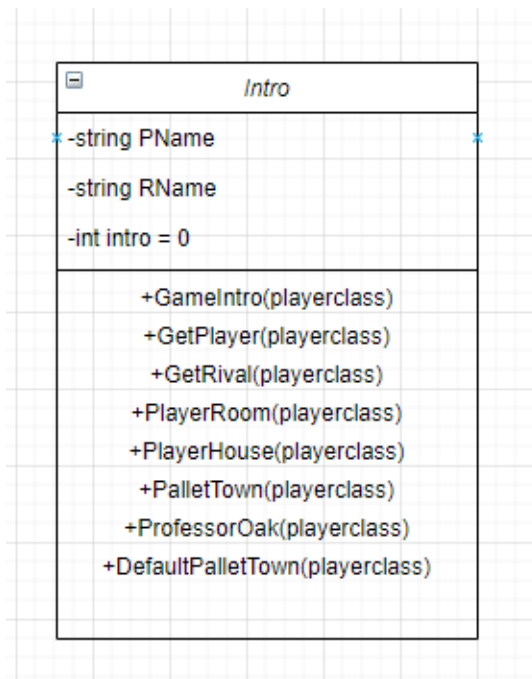 Intro
-string PName
-string RName
-int intro = 0
+GameIntro(playerclass)
+GetPlayer(playerclass)
+GetRival(playerclass)
+PlayerRoom(playerclass)
+PlayerHouse(playerclass)
+PalletTown(playerclass)
+ProfessorOak(playerclass)
+DefaultPalletTown(playerclass)